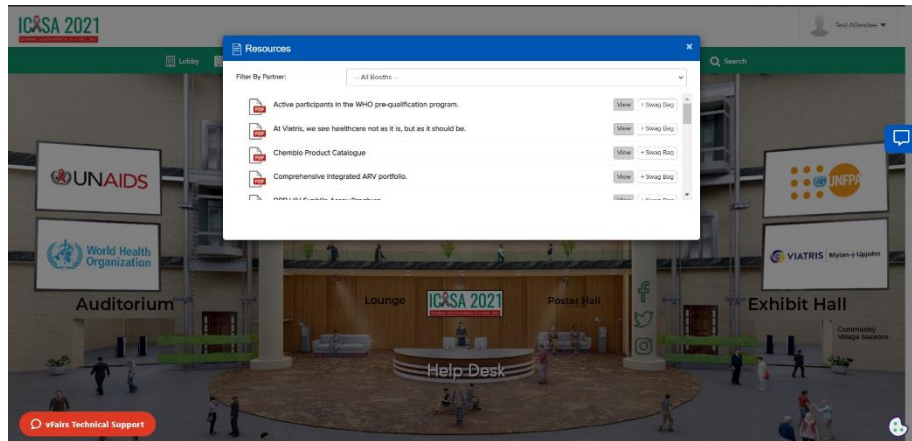 ICASA 2021
Test Attendee
Lobby
Search
Resources
×
Filter By Partner:
-- All Booths --
Active participants in the WHO pre-qualification program.
View
+ Swag Bag
At Viatris, we see healthcare not as it is, but as it should be.
View
+ Swag Bag
Chembio Product Catalogue
View
+ Swag Bag
Comprehensive Integrated ARV portfolio.
View
+ Swag Bag
UNAIDS
UNFPA
World Health
Organization
VIATRIS
Mylan + Upjohn
Auditorium
Lounge
ICASA 2021
Poster Hall
Exhibit Hall
Community
Village Sessions
Help Desk
vFairs Technical Support